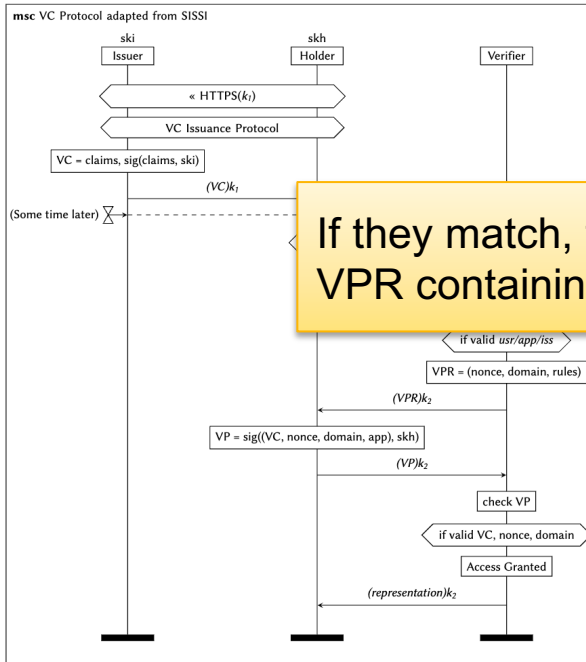 msc VC Protocol adapted from SISSI
ski
skh
Issuer
Holder
Verifier
« HTTPS(k₁)
VC Issuance Protocol
VC = claims, sig(claims, ski)
(VC)k₁
(Some time later)
If they match,
VPR containin
if valid usr/app/iss
VPR = (nonce, domain, rules)
(VPR)k₂
VP = sig((VC, nonce, domain, app), skh)
(VP)k₂
check VP
if valid VC, nonce, domain
Access Granted
(representation)k₂